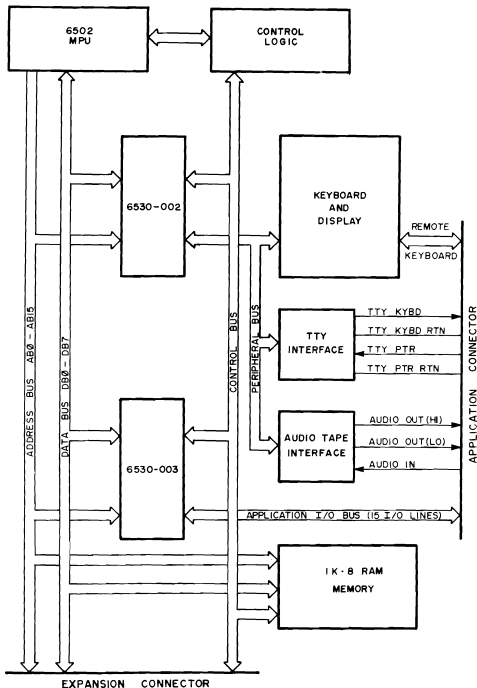 6502
MPU
CONTROL
LOGIC
6530-002
KEYBOARD
AND
DISPLAY
REMOTE
KEYBOARD
TTY
INTERFACE
TTY KYBD
TTY KYBD RTN
TTY PTR
TTY PTR RTN
AUDIO TAPE
INTERFACE
AUDIO OUT(HI)
AUDIO OUT(LO)
AUDIO IN
6530-003
APPLICATION I/O BUS (15 I/O LINES)
1K-8 RAM
MEMORY
ADDRESS BUS ABØ - AB15
DATA BUS DBØ - DB7
CONTROL BUS
PERIPHERAL BUS
APPLICATION CONNECTOR
EXPANSION CONNECTOR